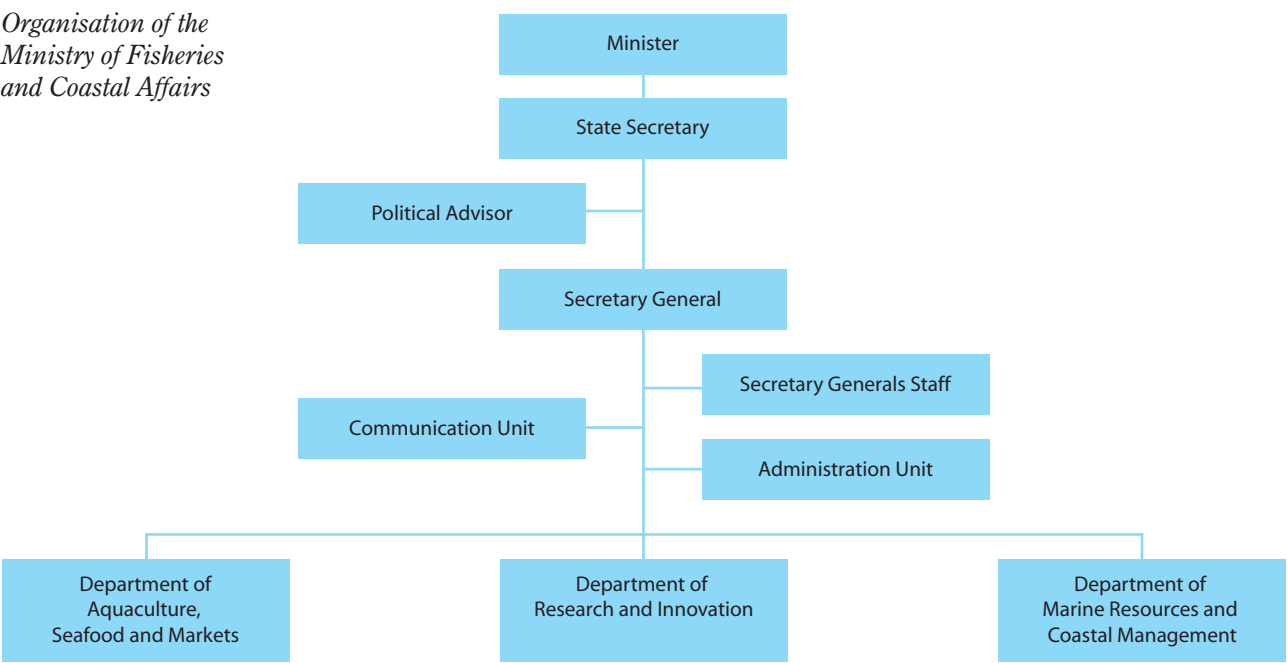 Organisation of the
Ministry of Fisheries
and Coastal Affairs
Minister
State Secretary
Political Advisor
Secretary General
Secretary Generals Staff
Communication Unit
Administration Unit
Department of
Aquaculture,
Seafood and Markets
Department of
Research and Innovation
Department of
Marine Resources and
Coastal Management